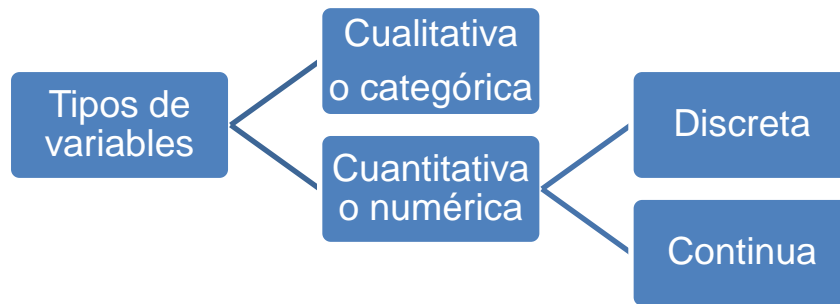 Tipos de
variables
Cualitativa
o categórica
Cuantitativa
o numérica
Discreta
Continua